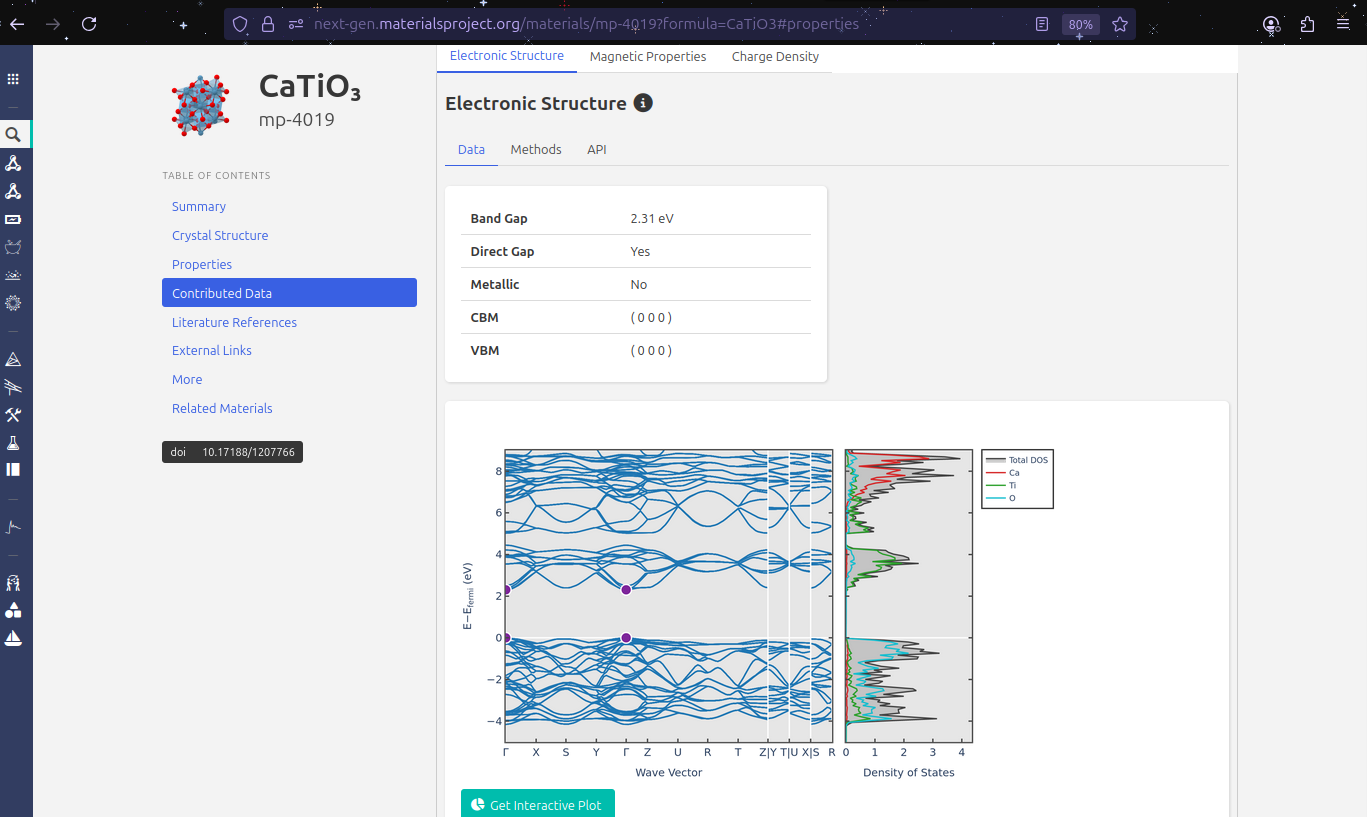 next-gen.materialsproject.org/materials/mp-4019?formula=CaTiO3#properties
80%
CaTiO₃
mp-4019
TABLE OF CONTENTS
Summary
Crystal Structure
Properties
Contributed Data
Literature References
External Links
More
Related Materials
doi 10.17188/1207766
Electronic Structure Magnetic Properties Charge Density
Electronic Structure i
Data Methods API
Band Gap 2.31 eV
Direct Gap Yes
Metallic No
CBM ( 0 0 0 )
VBM ( 0 0 0 )
E−Efermi (eV)
8
6
4
2
0
−2
−4
Γ X S Y Γ Z U R T Z|Y T|U X|S R
Wave Vector
0 1 2 3 4
Density of States
Total DOS
Ca
Ti
O
Get Interactive Plot